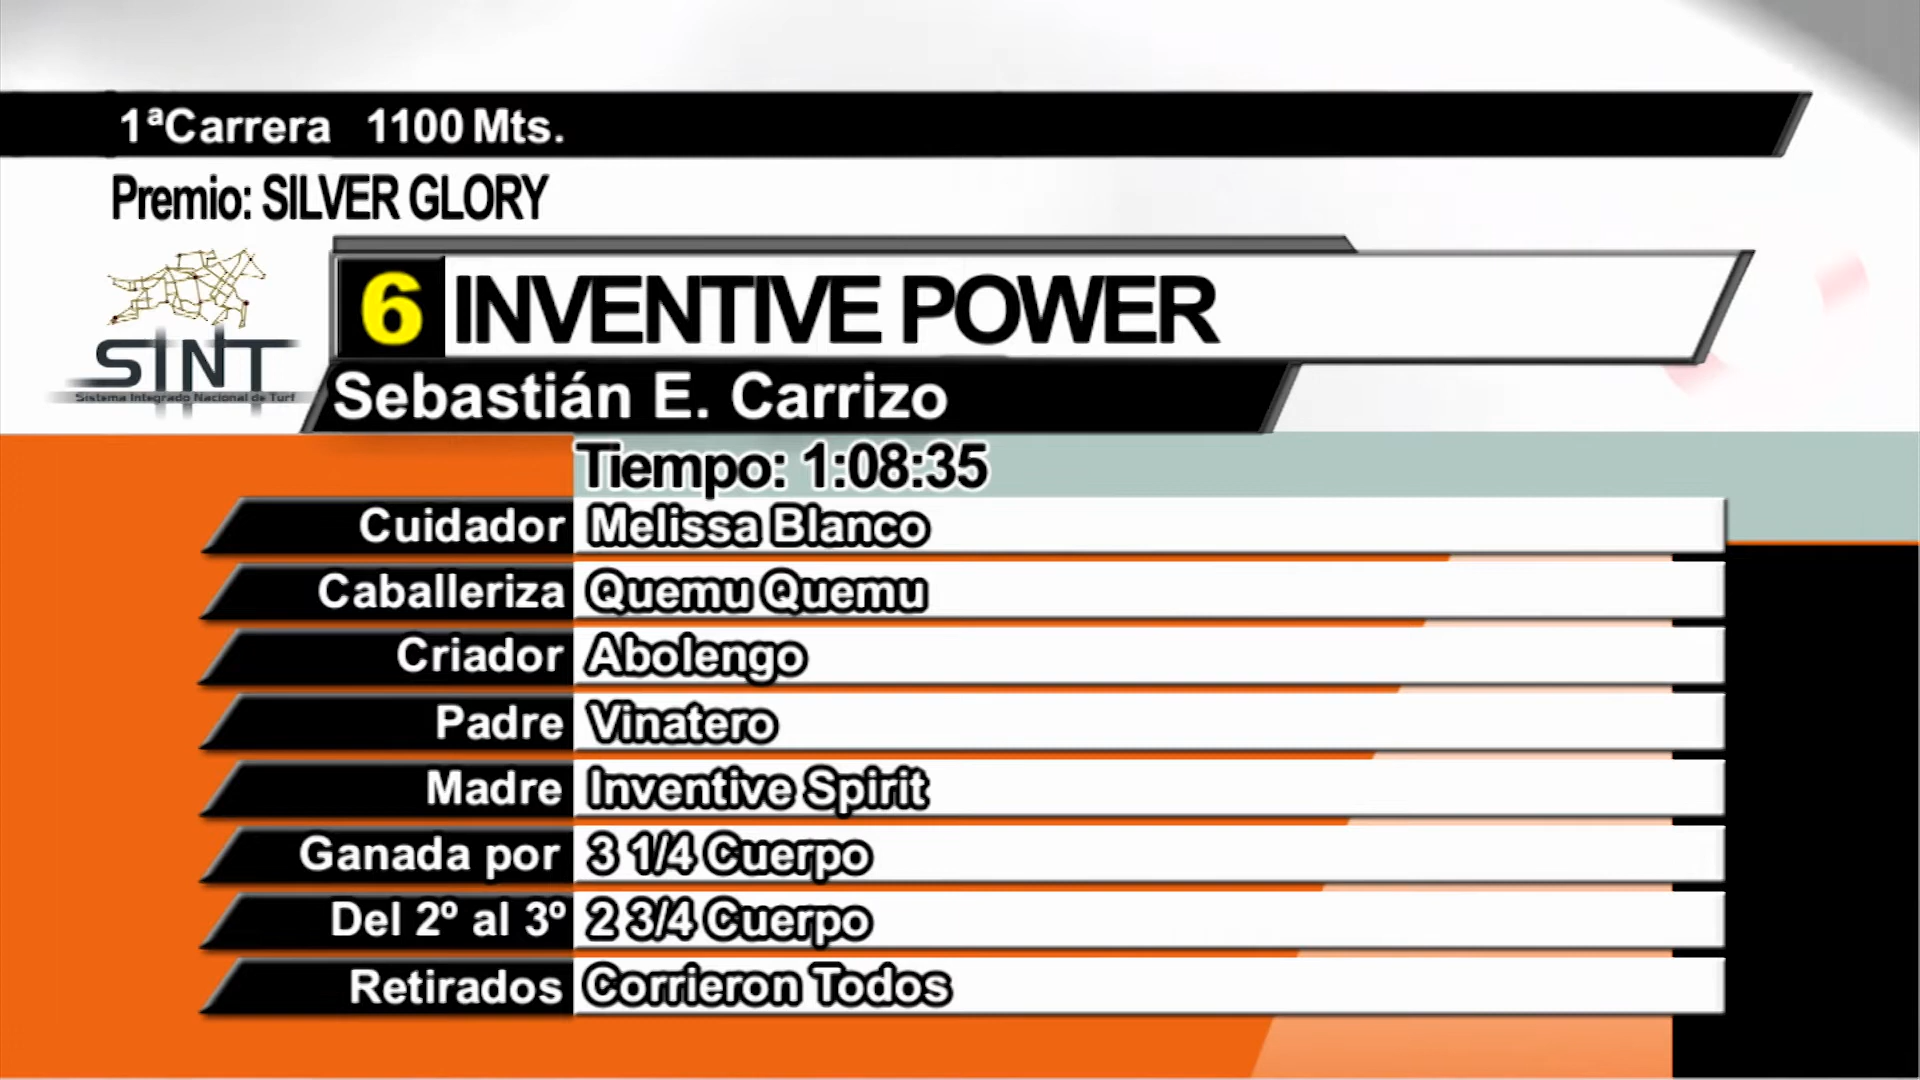 1ªCarrera 1100 Mts.
Premio: SILVER GLORY
6 INVENTIVE POWER
SINT
Sistema Integrado Nacional de Turf
Sebastián E. Carrizo
Tiempo: 1:08:35
Cuidador Melissa Blanco
Caballeriza Quemu Quemu
Criador Abolengo
Padre Vinatero
Madre Inventive Spirit
Ganada por 3 1/4 Cuerpo
Del 2º al 3º 2 3/4 Cuerpo
Retirados Corrieron Todos